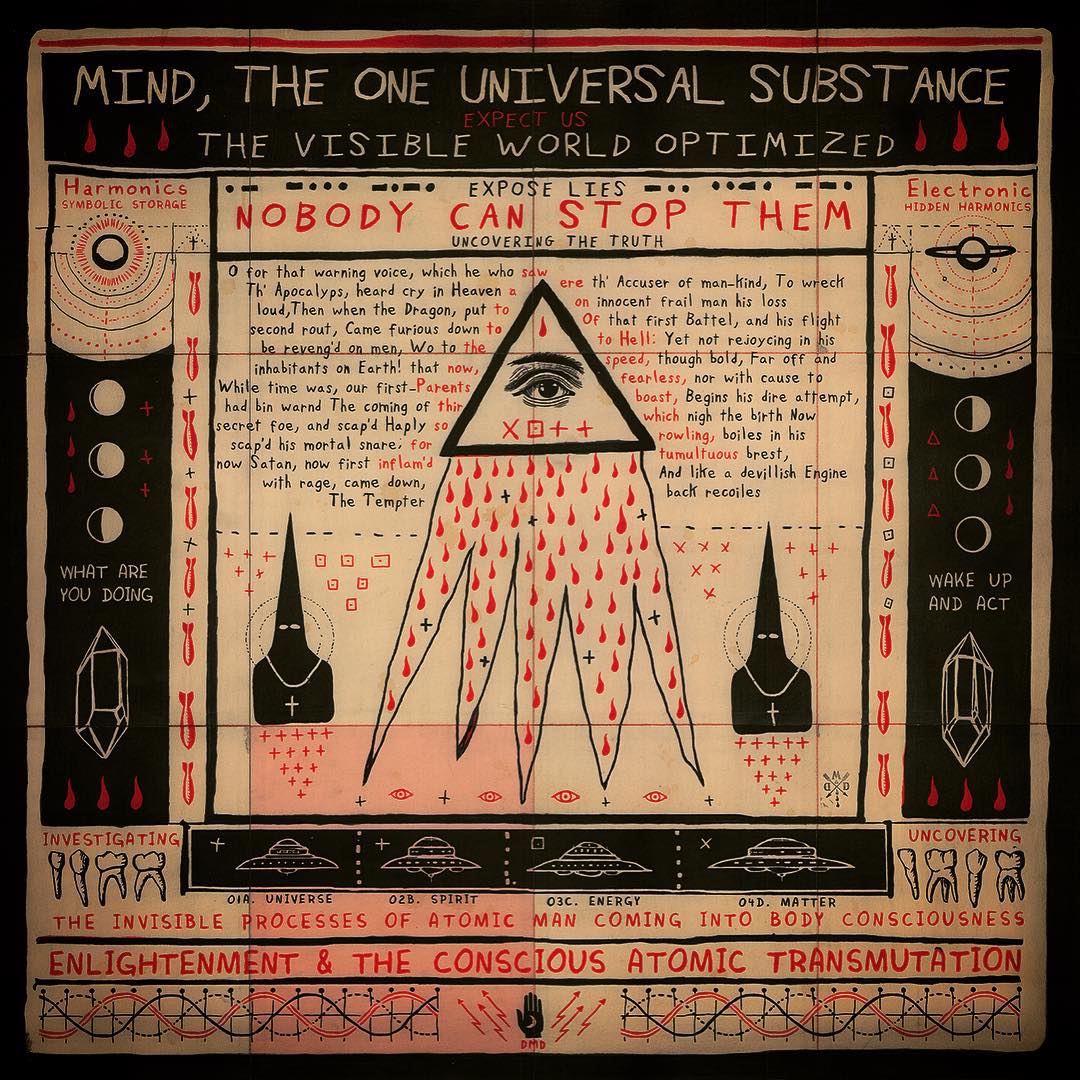 MIND, THE ONE UNIVERSAL SUBSTANCE
EXPECT US
THE VISIBLE WORLD OPTIMIZED
Harmonics
SYMBOLIC STORAGE
EXPOSE LIES
NOBODY CAN STOP THEM
UNCOVERING THE TRUTH
Electronic
HIDDEN HARMONICS
O for that warning voice, which he who saw
Th' Apocalyps, heard cry in Heaven a
loud,Then when the Dragon, put to
second rout, Came furious down to
be reveng'd on men, Wo to the
inhabitants on Earth! that now,
While time was, our first-Parents
had bin warnd The coming of thir
secret foe, and scap'd Haply so
scap'd his mortal snare; for
now Satan, now first inflam'd
with rage, came down,
The Tempter
ere th' Accuser of man-kind, To wreck
on innocent frail man his loss
Of that first Battel, and his flight
to Hell: Yet not rejoycing in his
speed, though bold, Far off and
fearless, nor with cause to
boast, Begins his dire attempt,
which nigh the birth Now
rowling, boiles in his
tumultuous brest,
And like a devillish Engine
back recoiles
WHAT ARE
YOU DOING
WAKE UP
AND ACT
M
D D
INVESTIGATING
UNCOVERING
01A. UNIVERSE
02B. SPIRIT
03C. ENERGY
04D. MATTER
THE INVISIBLE PROCESSES OF ATOMIC MAN COMING INTO BODY CONSCIOUSNESS
ENLIGHTENMENT & THE CONSCIOUS ATOMIC TRANSMUTATION
DMD